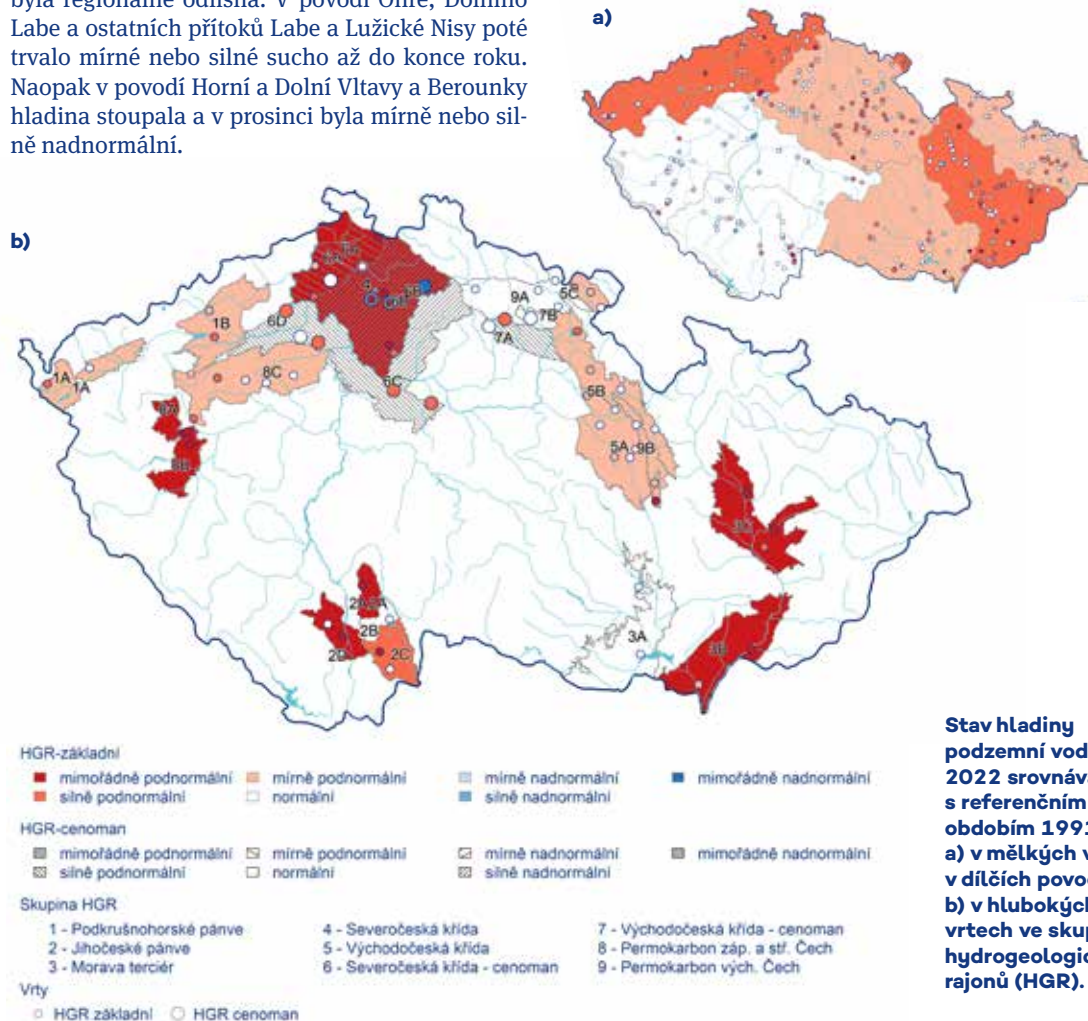 byla regionálně odlišná. V povodí Ohře, Dolního
Labe a ostatních přítoků Labe a Lužické Nisy poté
trvalo mírné nebo silné sucho až do konce roku.
Naopak v povodí Horní a Dolní Vltavy a Berounky
hladina stoupala a v prosinci byla mírně nebo sil-
ně nadnormální.
a)
b)
4
9A
5C
1B
6D
7B
7A
1A
1A
8C
6C
5B
5A 9B
2B
2C
2D
3A
3B
HGR-základní
mimořádně podnormální mírně podnormální mírně nadnormální mimořádně nadnormální
silně podnormální normální silně nadnormální
HGR-cenoman
mimořádně podnormální mírně podnormální mírně nadnormální mimořádně nadnormální
silně podnormální normální silně nadnormální
Skupina HGR
1 - Podkrušnohorské pánve 4 - Severočeská křída 7 - Východočeská křída - cenoman
2 - Jihočeské pánve 5 - Východočeská křída 8 - Permokarbon záp. a stř. Čech
3 - Morava terciér 6 - Severočeská křída - cenoman 9 - Permokarbon vých. Čech
Vrty
HGR základní HGR cenoman
Stav hladiny
podzemní vod
2022 srovnáva
s referenčním
obdobím 1991
a) v mělkých v
v dílčích povo
b) v hlubokých
vrtech ve skup
hydrogeologic
rajonů (HGR).